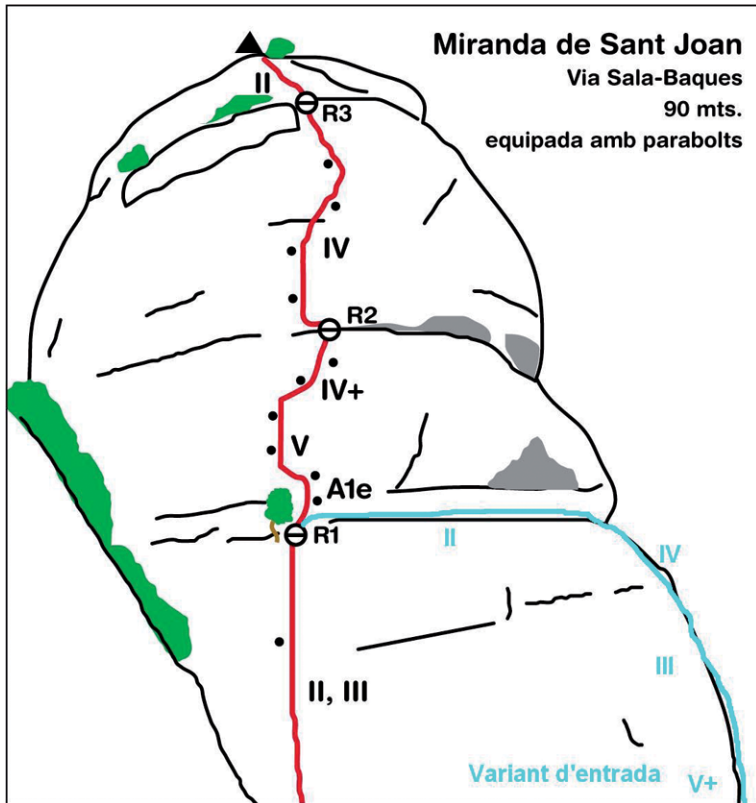 Miranda de Sant Joan
Via Sala-Baques
90 mts.
equipada amb parabolts
II
R3
IV
R2
IV+
V
A1e
R1
II
IV
III
II, III
Variant d'entrada
V+